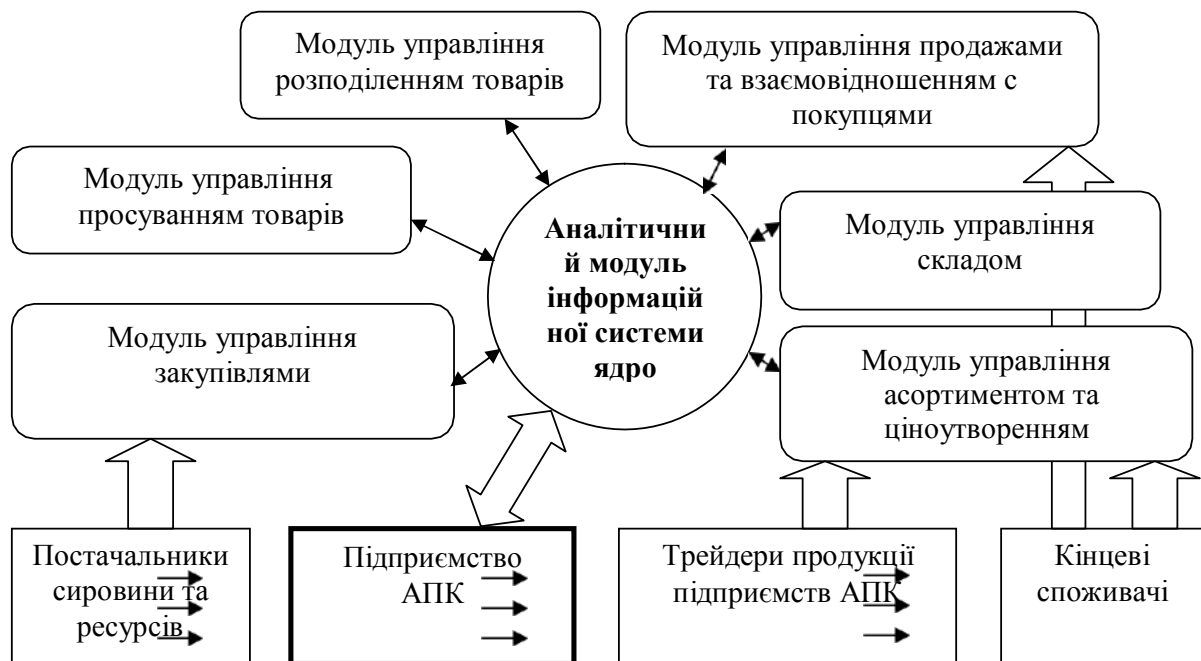 Модуль управління
розподіленням товарів
Модуль управління продажами
та взаємовідношенням с
покупцями
Модуль управління
просуванням товарів
Аналітични
й модуль
інформацій
ної системи
ядро
Модуль управління
складом
Модуль управління
закупівлями
Модуль управління
асортиментом та
ціноутворенням
Постачальники
сировини та
ресурсів
Підприємство
АПК
Трейдери продукції
підприємств АПК
Кінцеві
споживачі